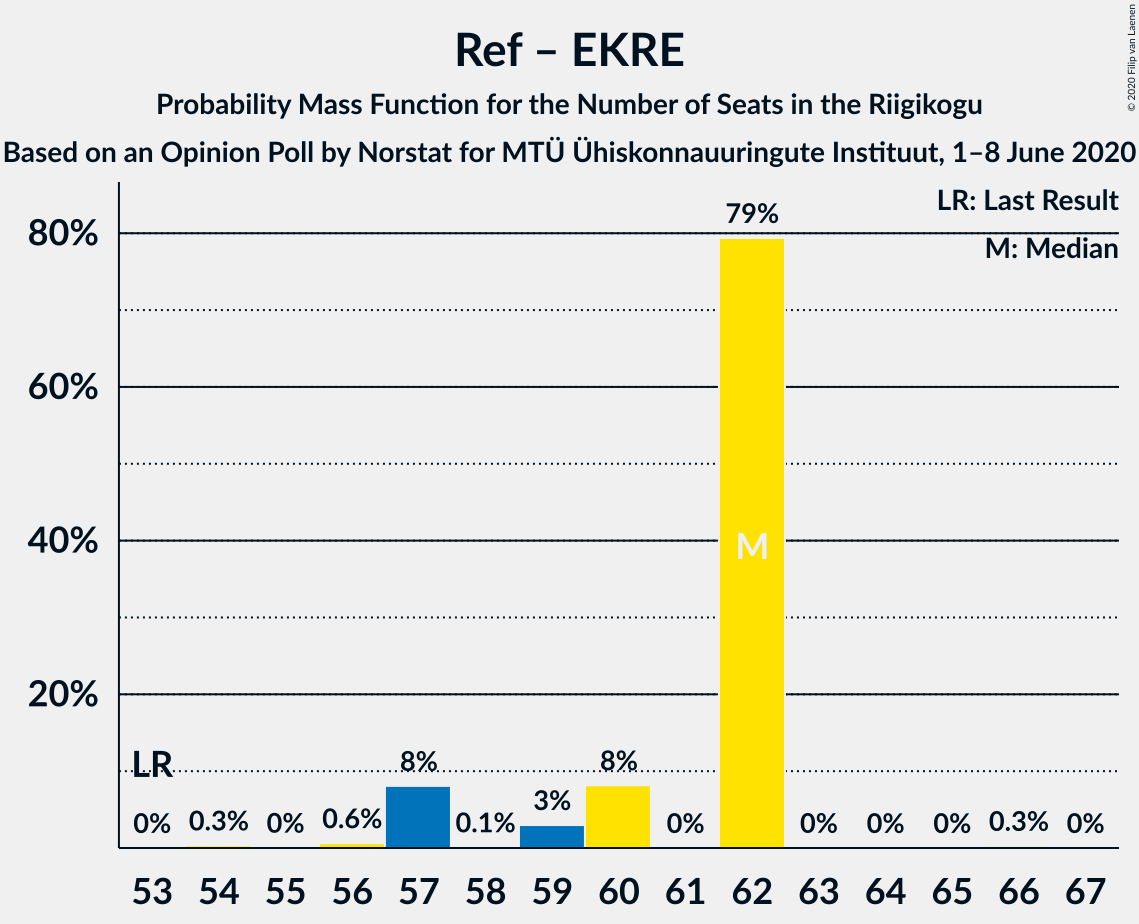 Ref – EKRE
Probability Mass Function for the Number of Seats in the Riigikogu
Based on an Opinion Poll by Norstat for MTÜ Ühiskonnauuringute Instituut, 1–8 June 2020
© 2020 Filip van Laenen
LR: Last Result
M: Median
80%
60%
40%
20%
79%
M
LR
0%
0.3%
0%
0.6%
8%
0.1%
3%
8%
0%
0%
0%
0%
0.3%
0%
53 54 55 56 57 58 59 60 61 62 63 64 65 66 67